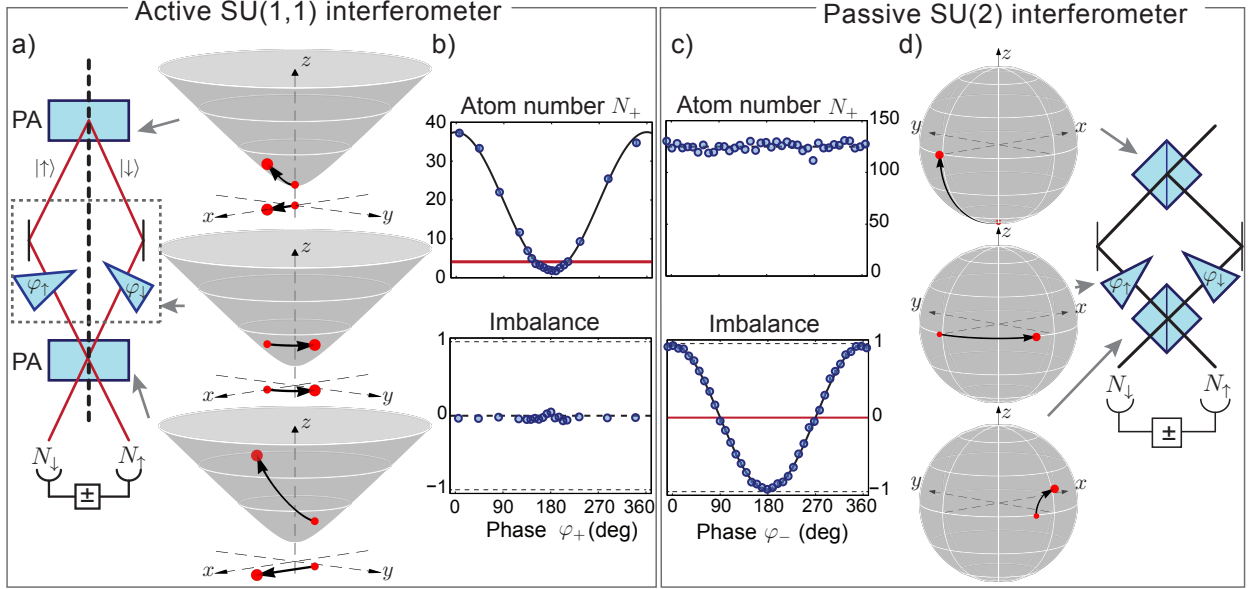 Active SU(1,1) interferometer
Passive SU(2) interferometer
a)
b)
c)
d)
PA
|↑⟩
|↓⟩
φ↑
φ↓
PA
N↓
N↑
±
z
x
y
z
x
y
z
x
y
Atom number N+
40
30
20
10
0
Imbalance
1
0
−1
0
90
180
270
360
Phase φ+ (deg)
Atom number N+
150
100
50
0
Imbalance
1
0
−1
0
90
180
270
360
Phase φ− (deg)
z
y
x
z
y
x
z
y
x
φ↑
φ↓
N↓
N↑
±